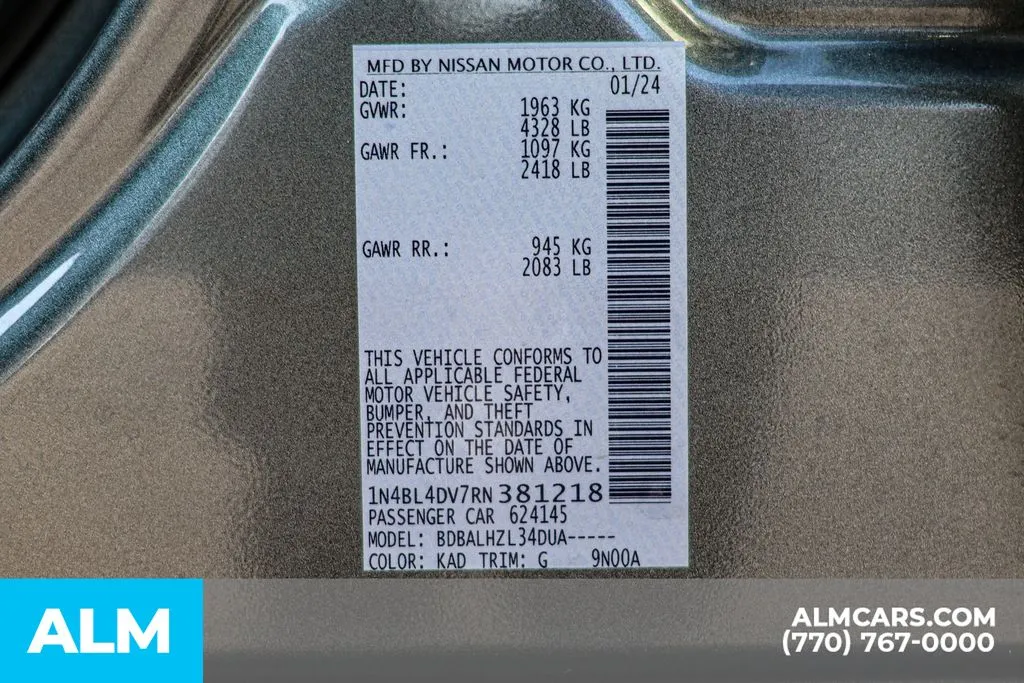 MFD BY NISSAN MOTOR CO., LTD.
DATE: 01/24
GVWR: 1963 KG
4328 LB
GAWR FR.: 1097 KG
2418 LB
GAWR RR.: 945 KG
2083 LB
THIS VEHICLE CONFORMS TO
ALL APPLICABLE FEDERAL
MOTOR VEHICLE SAFETY,
BUMPER, AND THEFT
PREVENTION STANDARDS IN
EFFECT ON THE DATE OF
MANUFACTURE SHOWN ABOVE.
1N4BL4DV7RN381218
PASSENGER CAR 624145
MODEL: BDBALHZL34DUA-----
COLOR: KAD TRIM: G 9N00A
ALM
ALMCARS.COM
(770) 767-0000